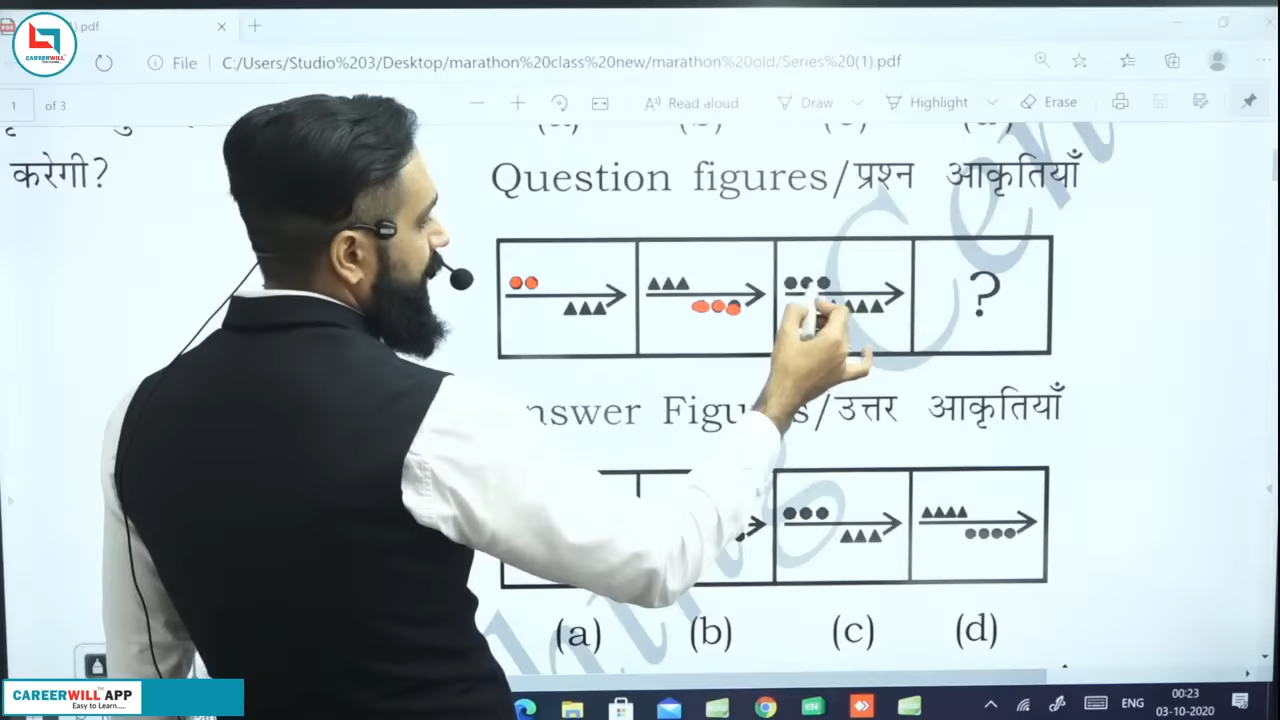 .pdf
CAREERWILL
File C:/Users/Studio%203/Desktop/marathon%20class%20new/marathon%20old/Series%20(1).pdf
1 of 3 Read aloud Draw Highlight Erase
(a) (b) (c) (d)
करेगी?
Question figures/प्रश्न आकृतियाँ
?
nswer Figu s/उत्तर आकृतियाँ
(a) (b) (c) (d)
CAREERWILL APP
Easy to Learn.....
ENG
00:23
03-10-2020